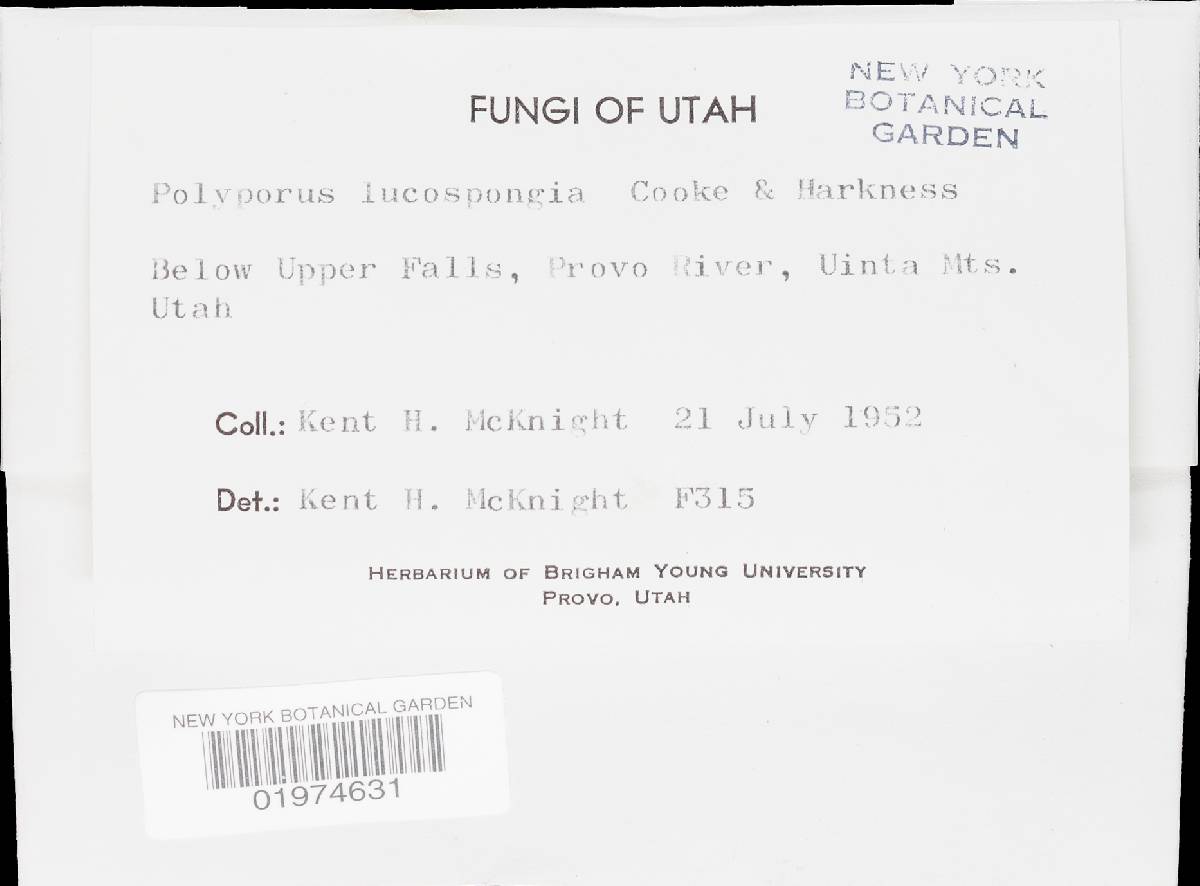 NEW YORK
BOTANICAL
GARDEN
FUNGI OF UTAH
Polyporus lucospongia Cooke & Harkness
Below Upper Falls, Provo River, Uinta Mts.
Utah
Coll.: Kent H. McKnight 21 July 1952
Det.: Kent H. McKnight F315
HERBARIUM OF BRIGHAM YOUNG UNIVERSITY
PROVO, UTAH
NEW YORK BOTANICAL GARDEN
01974631